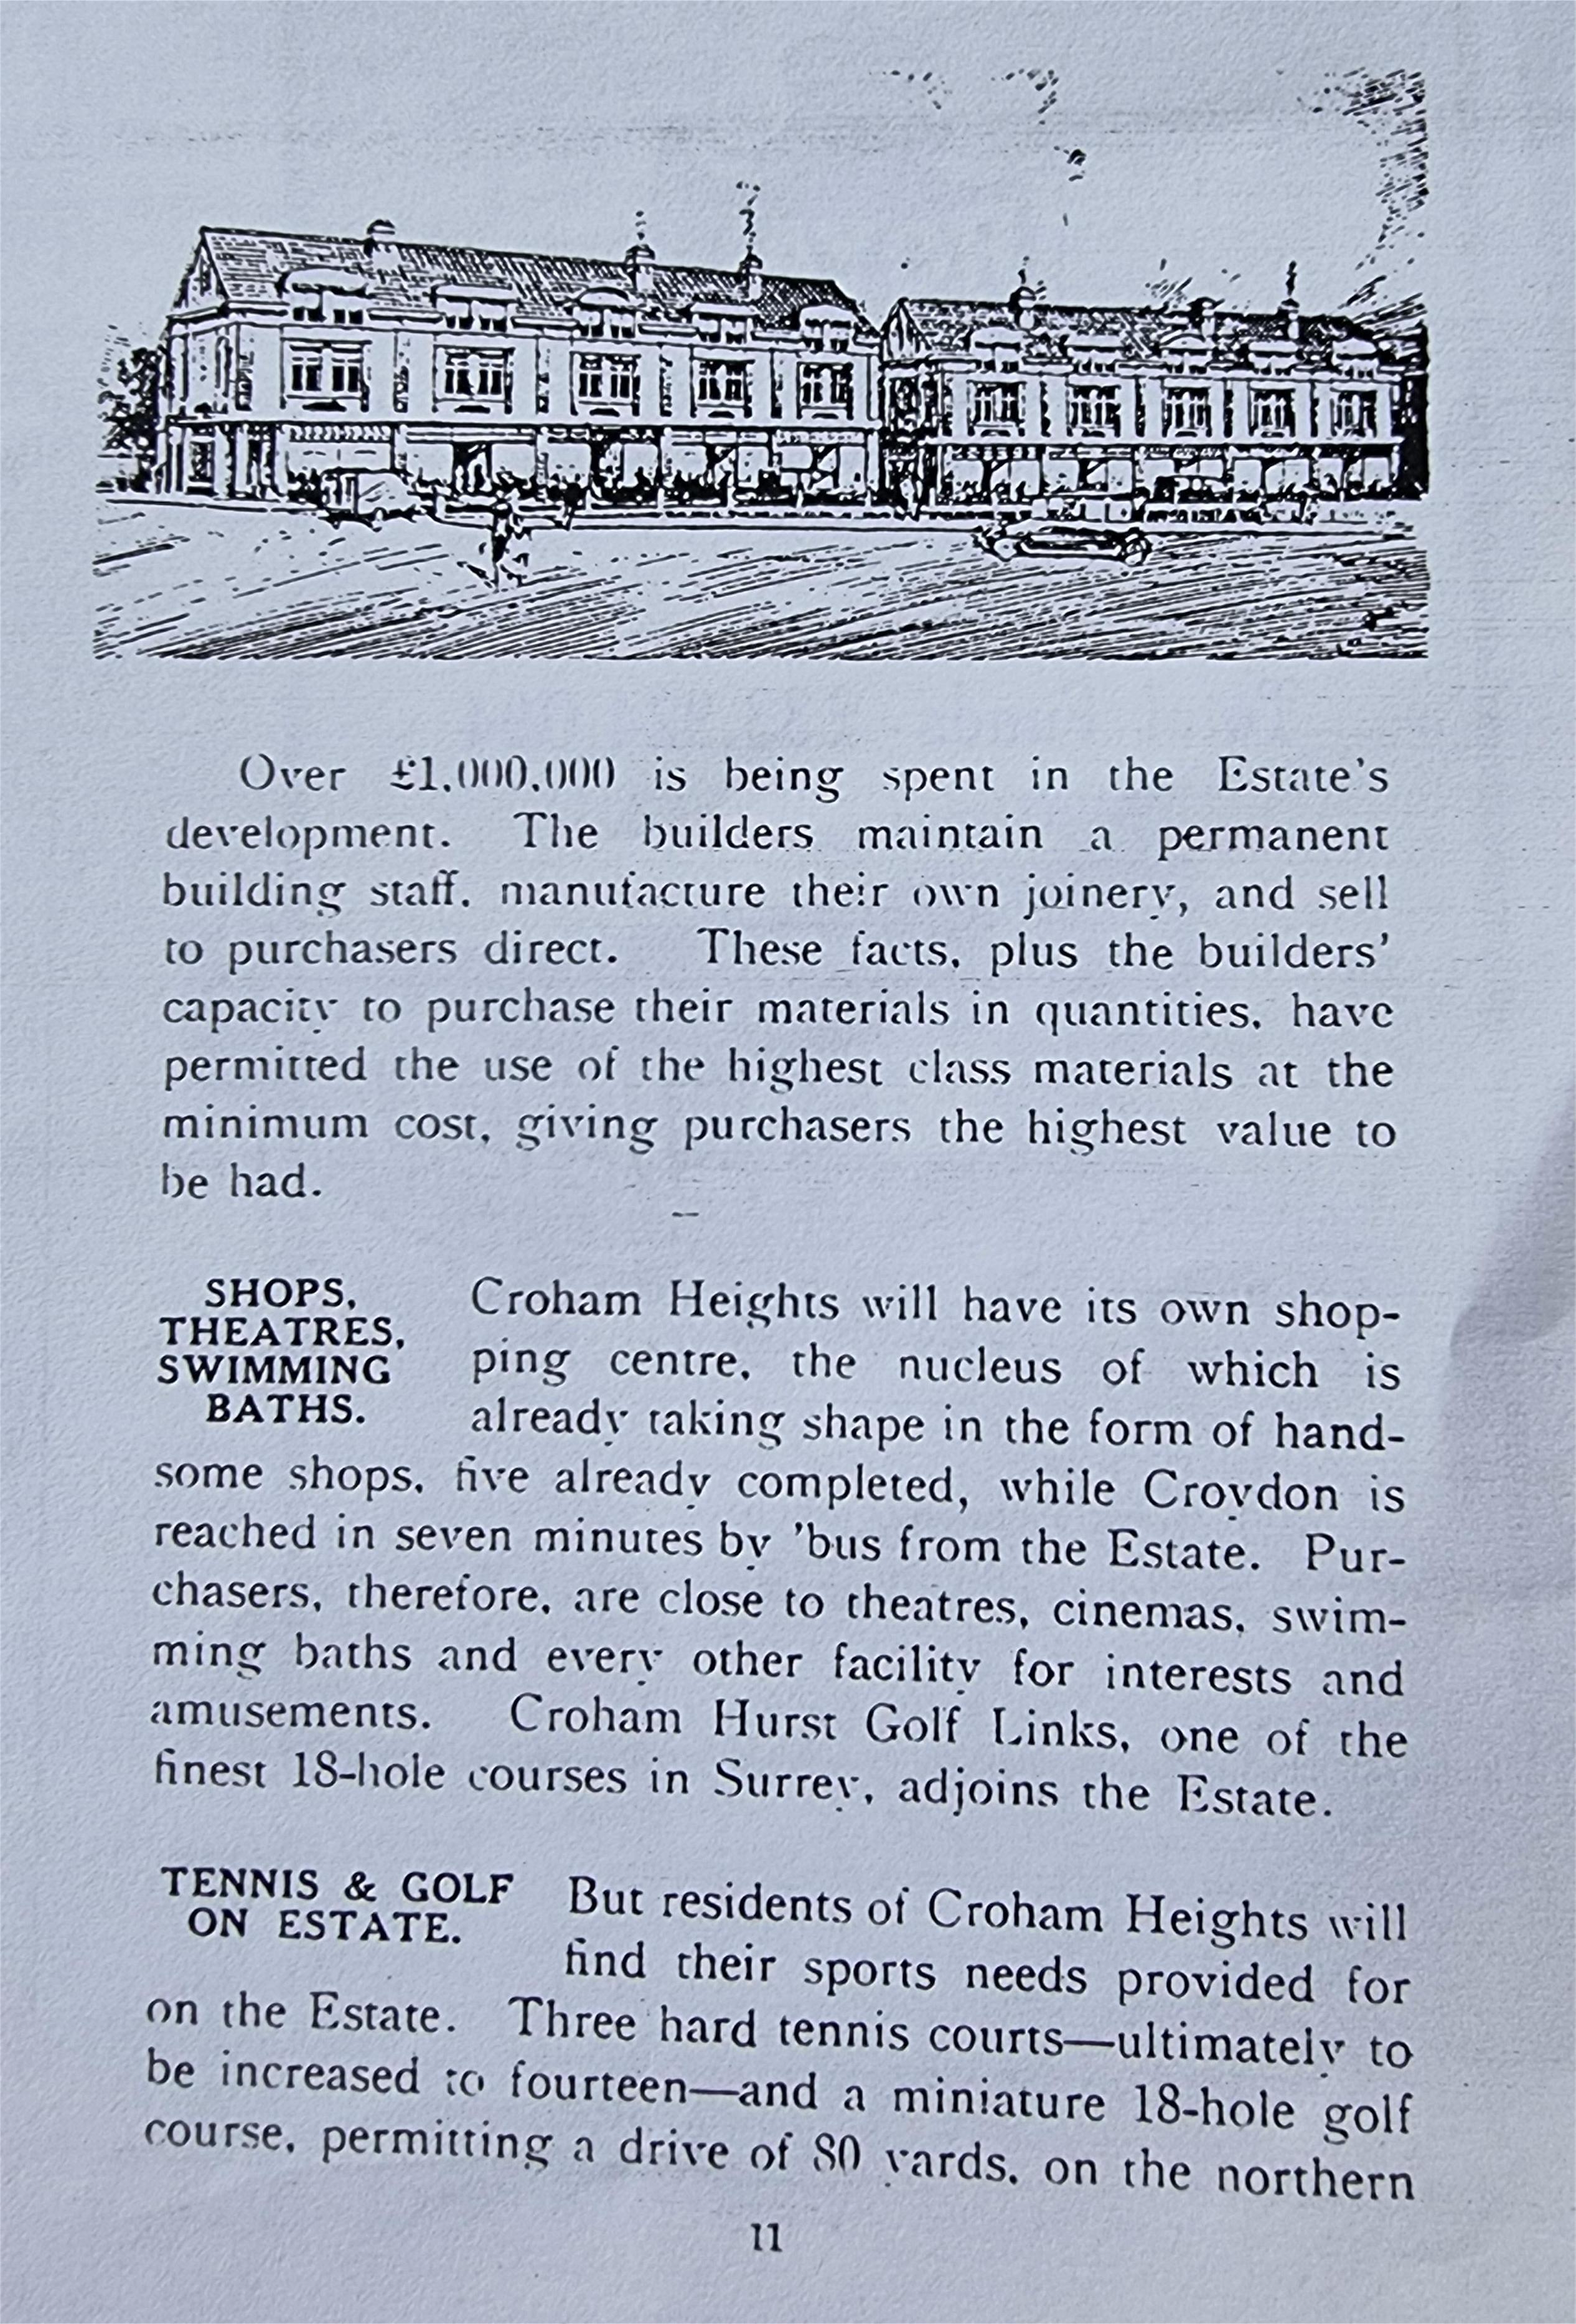 Over £1,000,000 is being spent in the Estate's
development. The builders maintain a permanent
building staff, manufacture their own joinery, and sell
to purchasers direct. These facts, plus the builders'
capacity to purchase their materials in quantities, have
permitted the use of the highest class materials at the
minimum cost, giving purchasers the highest value to
be had.
SHOPS,
THEATRES,
SWIMMING
BATHS.
Croham Heights will have its own shop-
ping centre, the nucleus of which is
already taking shape in the form of hand-
some shops, five already completed, while Croydon is
reached in seven minutes by 'bus from the Estate. Pur-
chasers, therefore, are close to theatres, cinemas, swim-
ming baths and every other facility for interests and
amusements. Croham Hurst Golf Links, one of the
finest 18-hole courses in Surrey, adjoins the Estate.
TENNIS & GOLF
ON ESTATE.
But residents of Croham Heights will
find their sports needs provided for
on the Estate. Three hard tennis courts—ultimately to
be increased to fourteen—and a miniature 18-hole golf
course, permitting a drive of 80 yards, on the northern
11